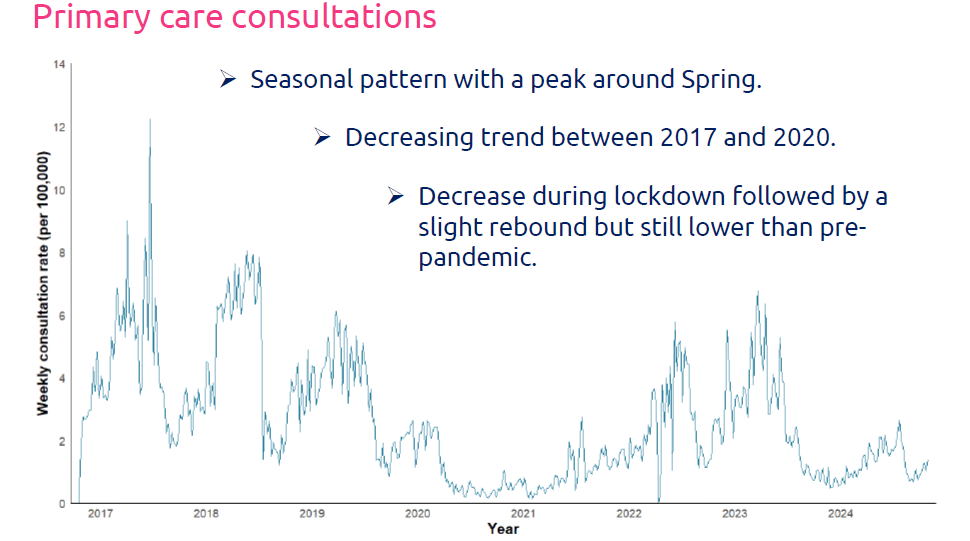 Primary care consultations
➢ Seasonal pattern with a peak around Spring.
➢ Decreasing trend between 2017 and 2020.
➢ Decrease during lockdown followed by a
slight rebound but still lower than pre-
pandemic.
Weekly consultation rate (per 100,000)
14
12
10
8
6
4
2
0
2017 2018 2019 2020 2021 2022 2023 2024
Year